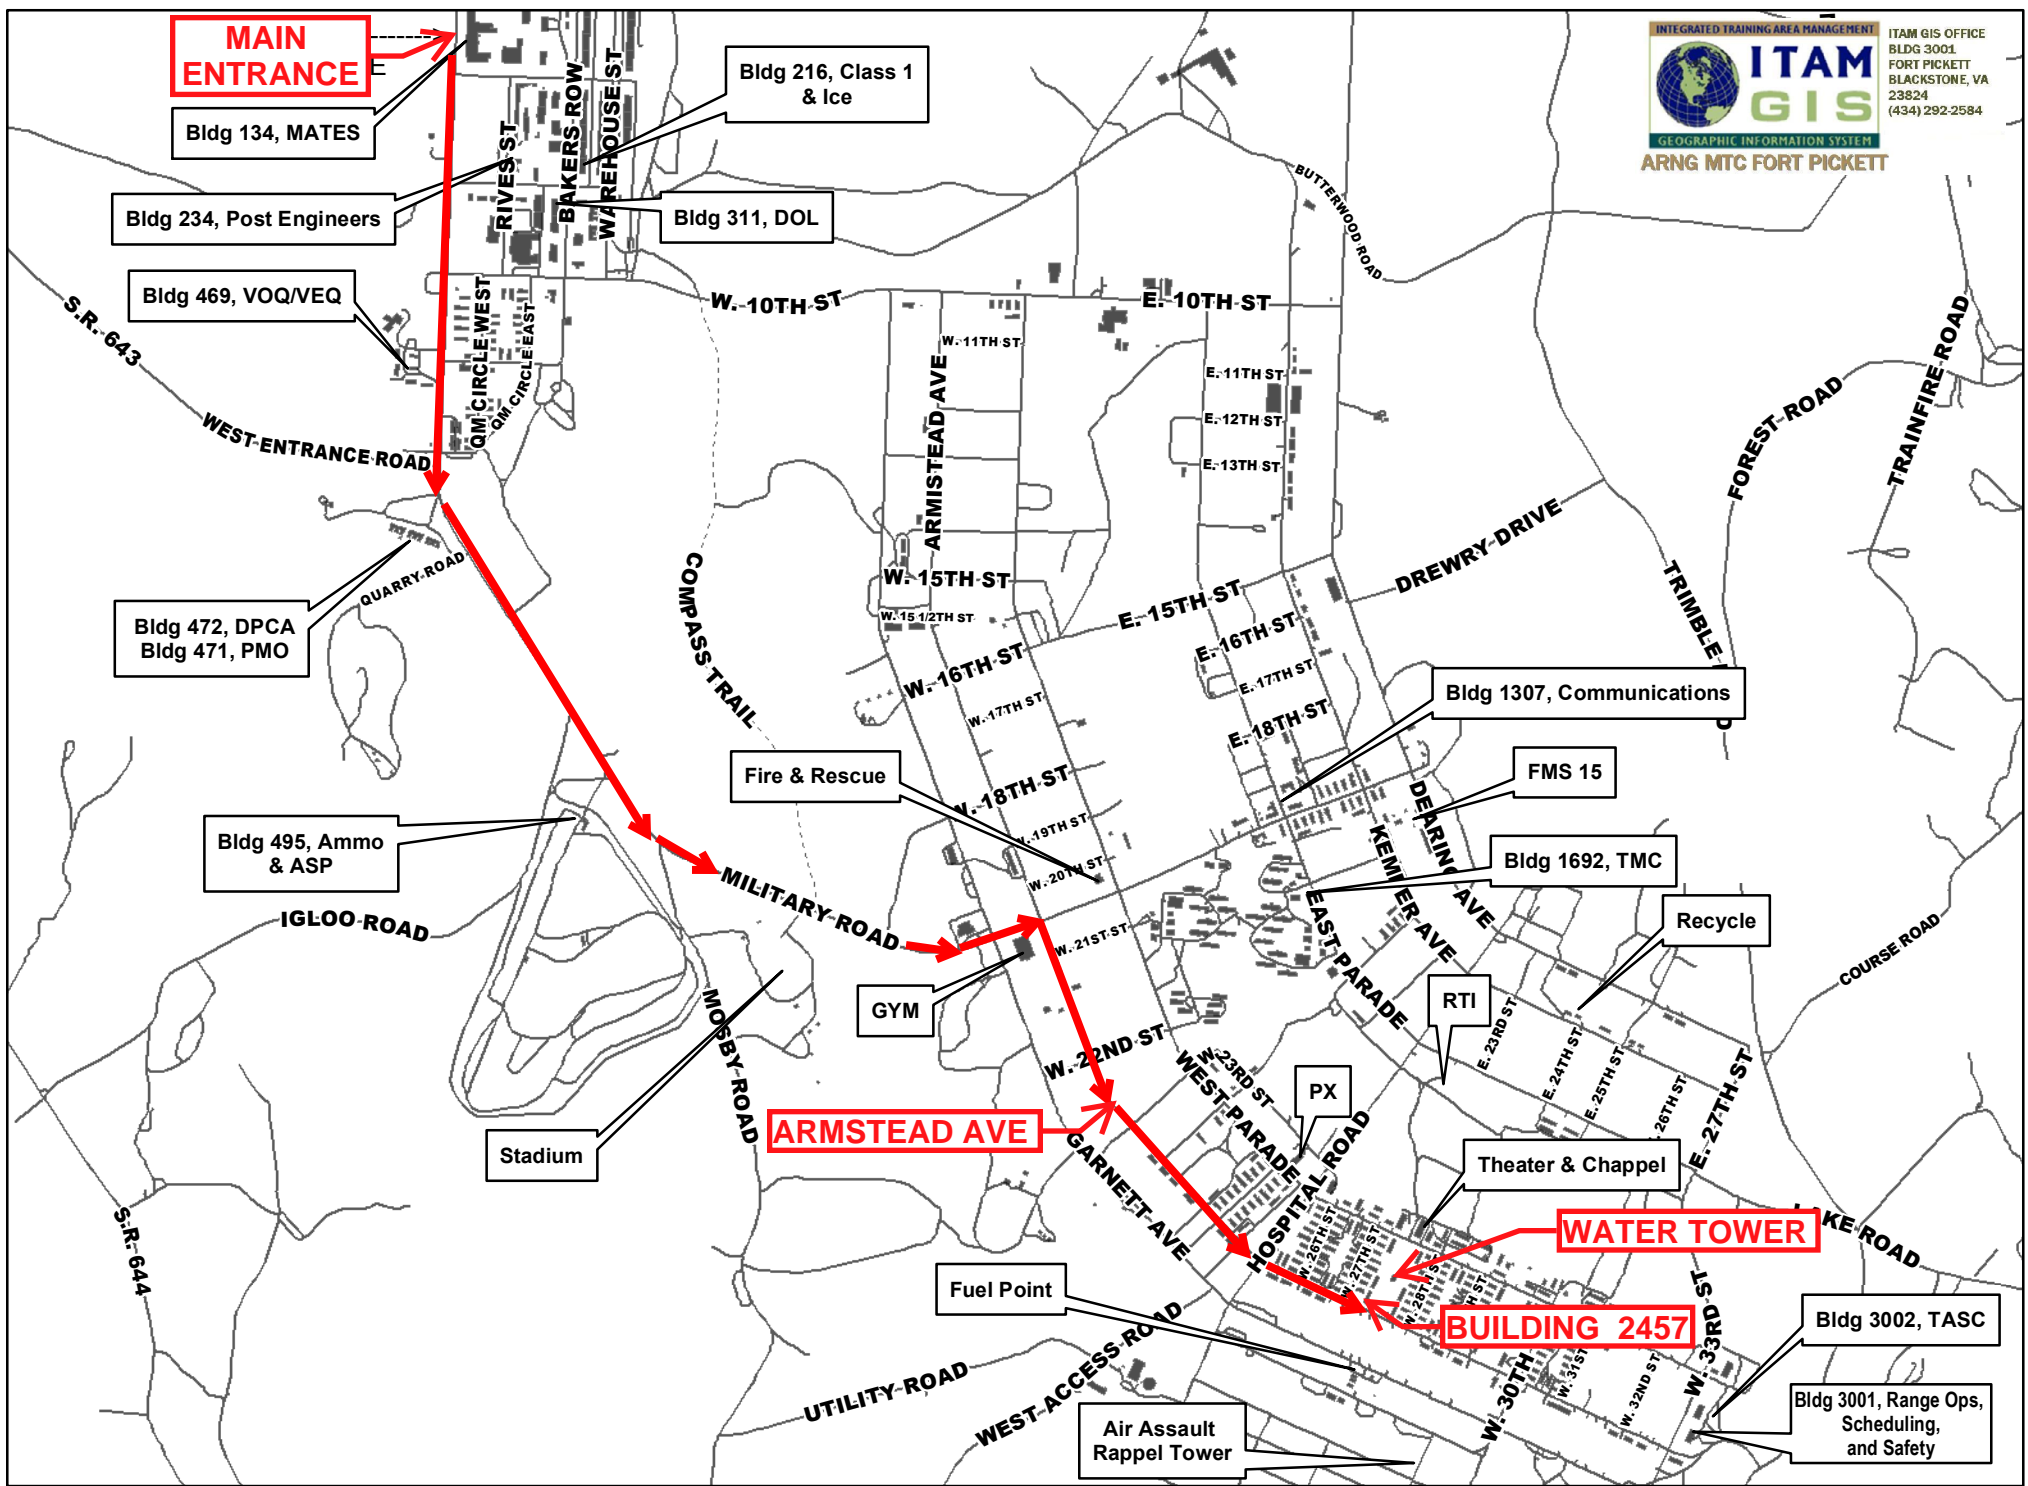 MAIN
ENTRANCE
E
INTEGRATED TRAINING AREA MANAGEMENT
ITAM
GIS
GEOGRAPHIC INFORMATION SYSTEM
ARNG MTC FORT PICKETT
ITAM GIS OFFICE
BLDG 3001
FORT PICKETT
BLACKSTONE, VA
23824
(434) 292-2584
Bldg 134, MATES
Bldg 216, Class 1
& Ice
RIVES ST
BAKERS ROW
WAREHOUSE ST
Bldg 234, Post Engineers
Bldg 311, DOL
BUTTERWOOD ROAD
Bldg 469, VOQ/VEQ
S.R. 643
W. 10TH ST
E. 10TH ST
QM CIRCLE WEST
QM CIRCLE EAST
W. 11TH ST
ARMISTEAD AVE
E. 11TH ST
E. 12TH ST
E. 13TH ST
FOREST ROAD
TRAINFIRE ROAD
WEST ENTRANCE ROAD
QUARRY ROAD
COMPASS TRAIL
W. 15TH ST
W. 15 1/2TH ST
E. 15TH ST
DREWRY DRIVE
TRIMBLE
Bldg 472, DPCA
Bldg 471, PMO
W. 16TH ST
E. 16TH ST
W. 17TH ST
E. 17TH ST
Bldg 1307, Communications
E. 18TH ST
Fire & Rescue
W. 18TH ST
FMS 15
DEARING AVE
KEMPER AVE
Bldg 495, Ammo
& ASP
W. 19TH ST
W. 20TH ST
Bldg 1692, TMC
MILITARY ROAD
IGLOO ROAD
Recycle
COURSE ROAD
W. 21ST ST
EAST PARADE
GYM
RTI
MOSBY ROAD
W. 22ND ST
E. 23RD ST
E. 24TH ST
E. 25TH ST
E. 26TH ST
E. 27TH ST
W. 23RD ST
WEST PARADE
PX
ARMSTEAD AVE
Stadium
GARNETT AVE
HOSPITAL ROAD
Theater & Chappel
WATER TOWER
LAKE ROAD
S.R. 644
W. 26TH ST
W. 27TH ST
W. 28TH ST
TH ST
Fuel Point
BUILDING 2457
W. 33RD ST
Bldg 3002, TASC
UTILITY ROAD
WEST ACCESS ROAD
W. 30TH
W. 31ST
W. 32ND ST
Air Assault
Rappel Tower
Bldg 3001, Range Ops,
Scheduling,
and Safety